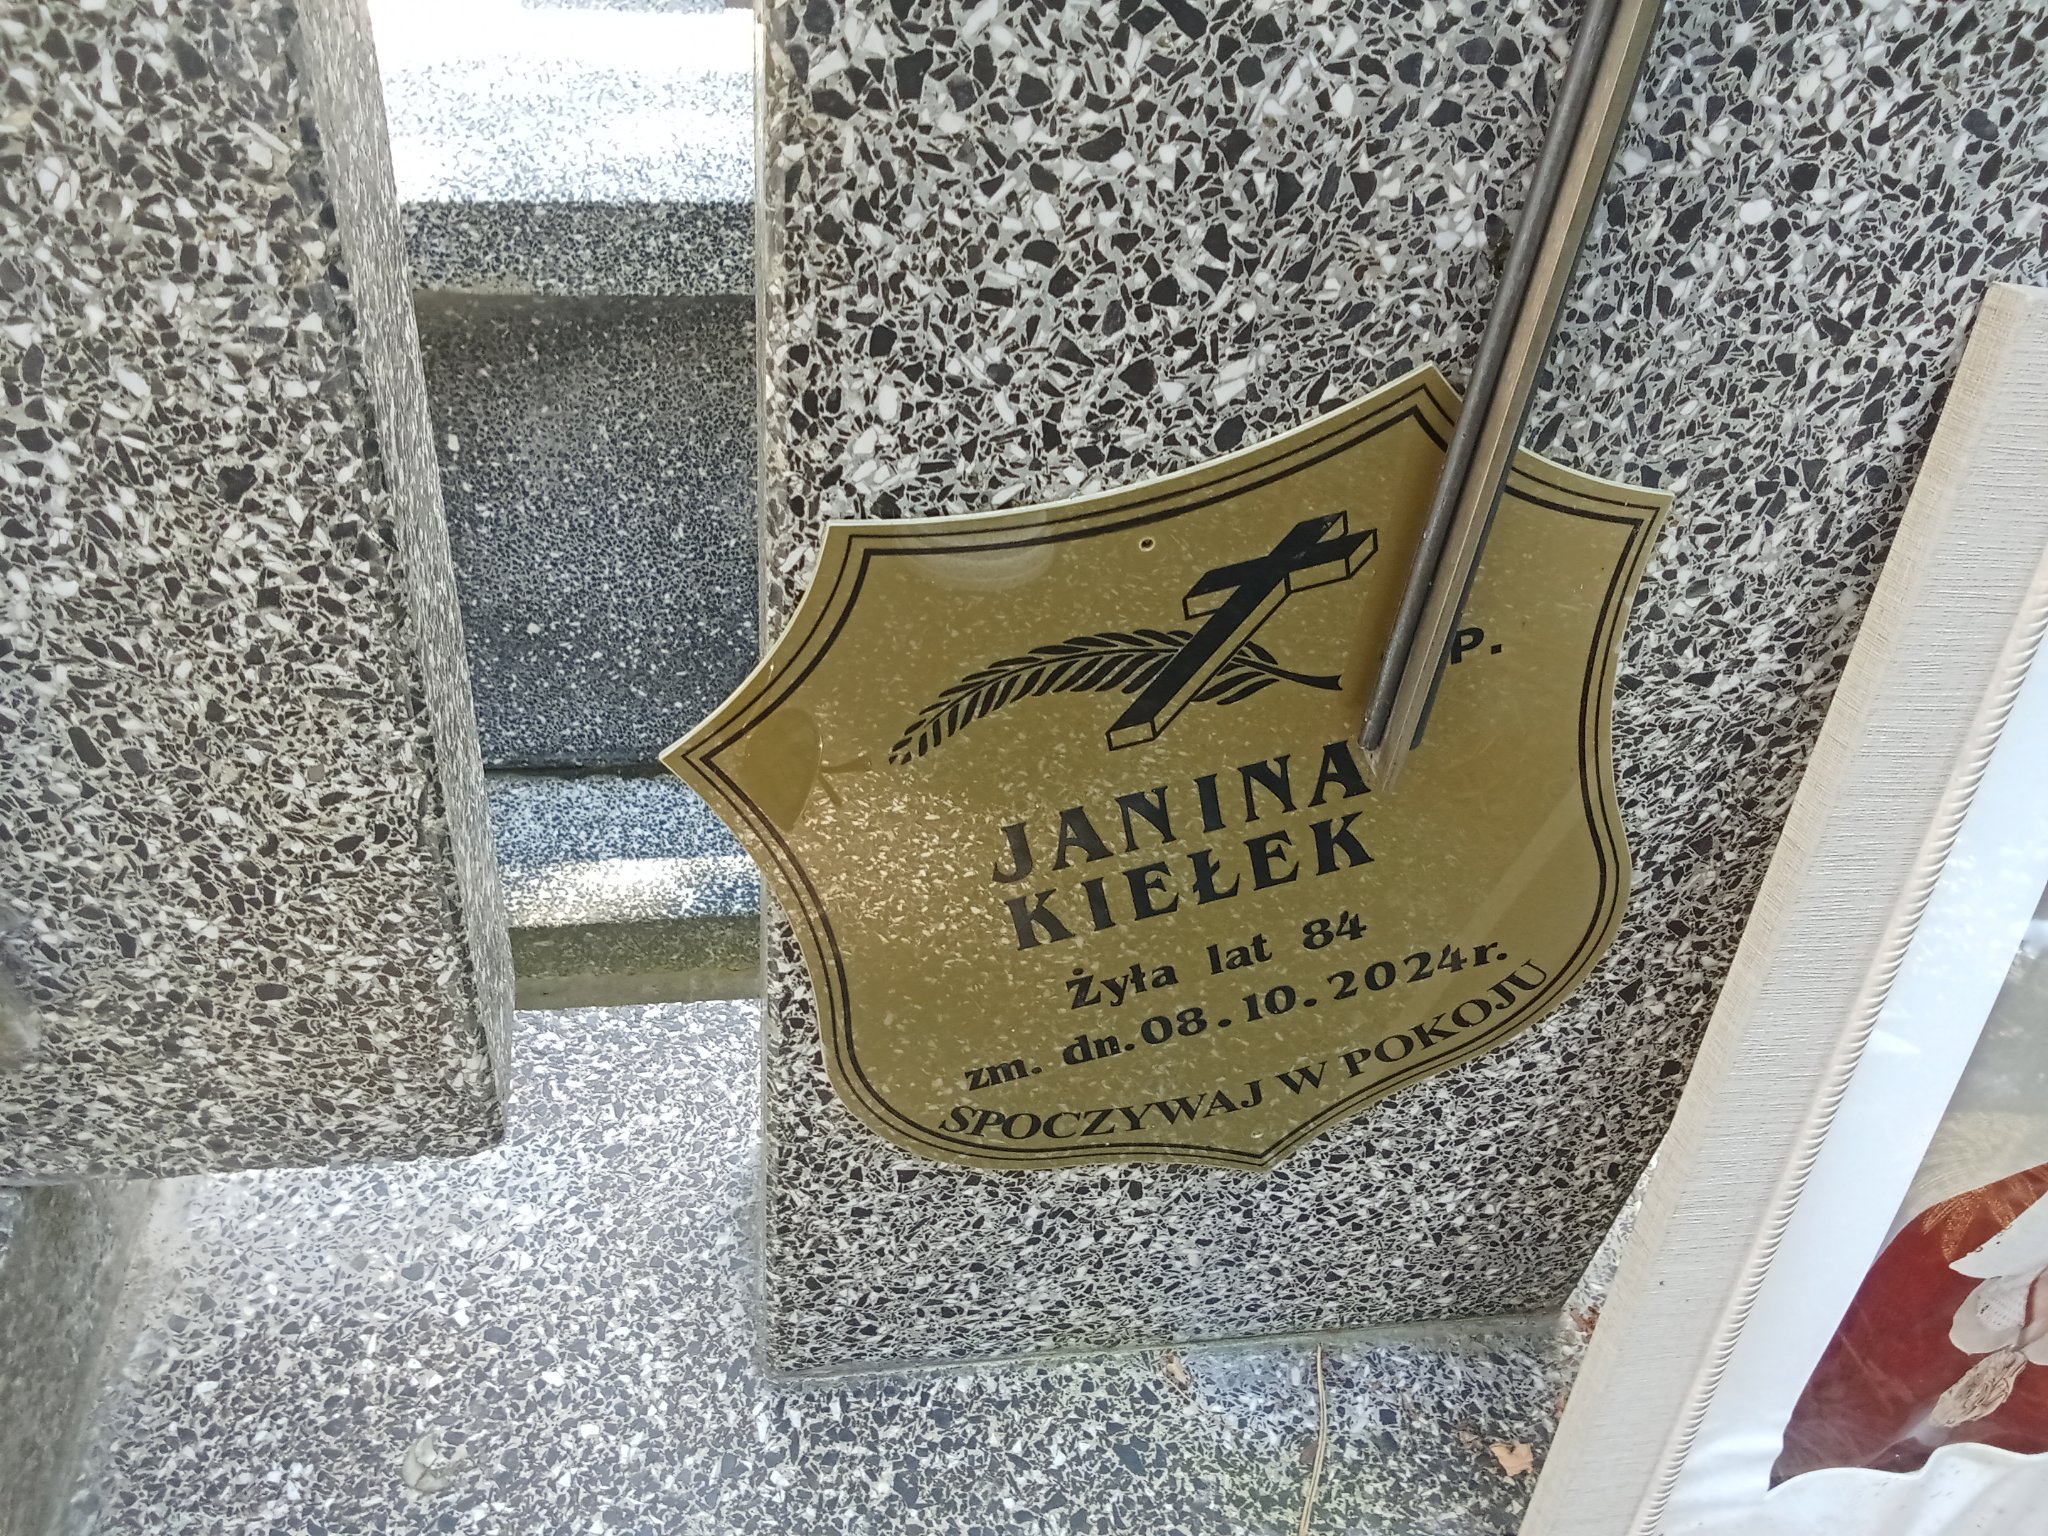 P.
JANINA
KIEŁEK
Żyła lat 84
zm. dn. 08.10.2024r.
SPOCZYWAJ W POKOJU